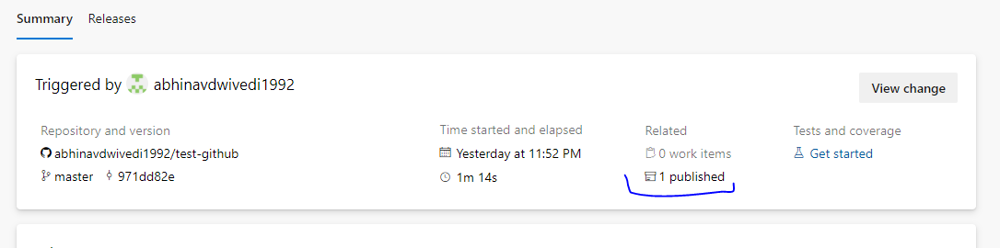 Summary Releases
Triggered by abhinavdwivedi1992
View change
Repository and version
abhinavdwivedi1992/test-github
master 971dd82e
Time started and elapsed
Yesterday at 11:52 PM
1m 14s
Related
0 work items
1 published
Tests and coverage
Get started